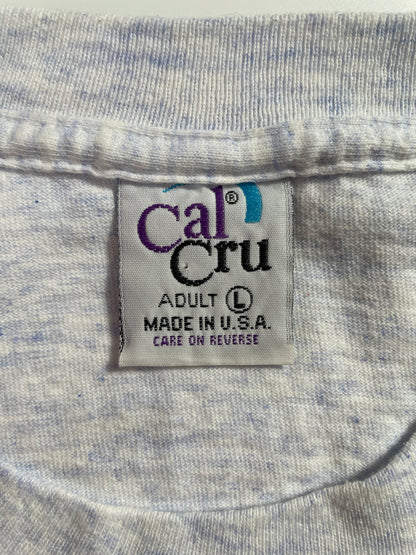 Cal®
Cru
ADULT L
MADE IN U.S.A.
CARE ON REVERSE